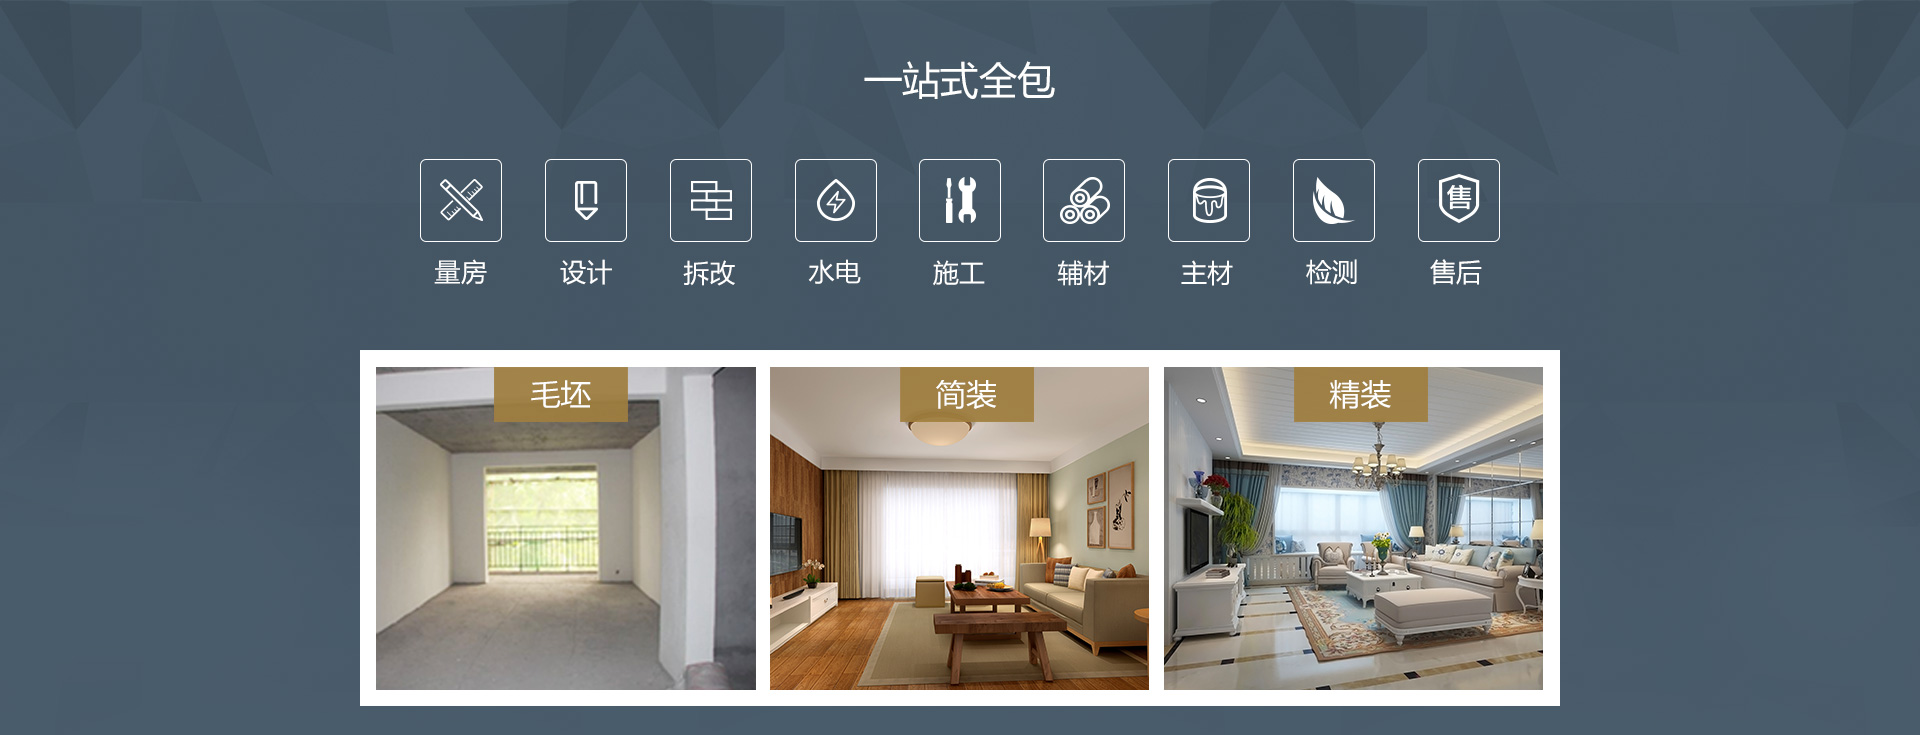 一站式全包
售
量房 设计 拆改 水电 施工 辅材 主材 检测 售后
毛坯 简装 精装